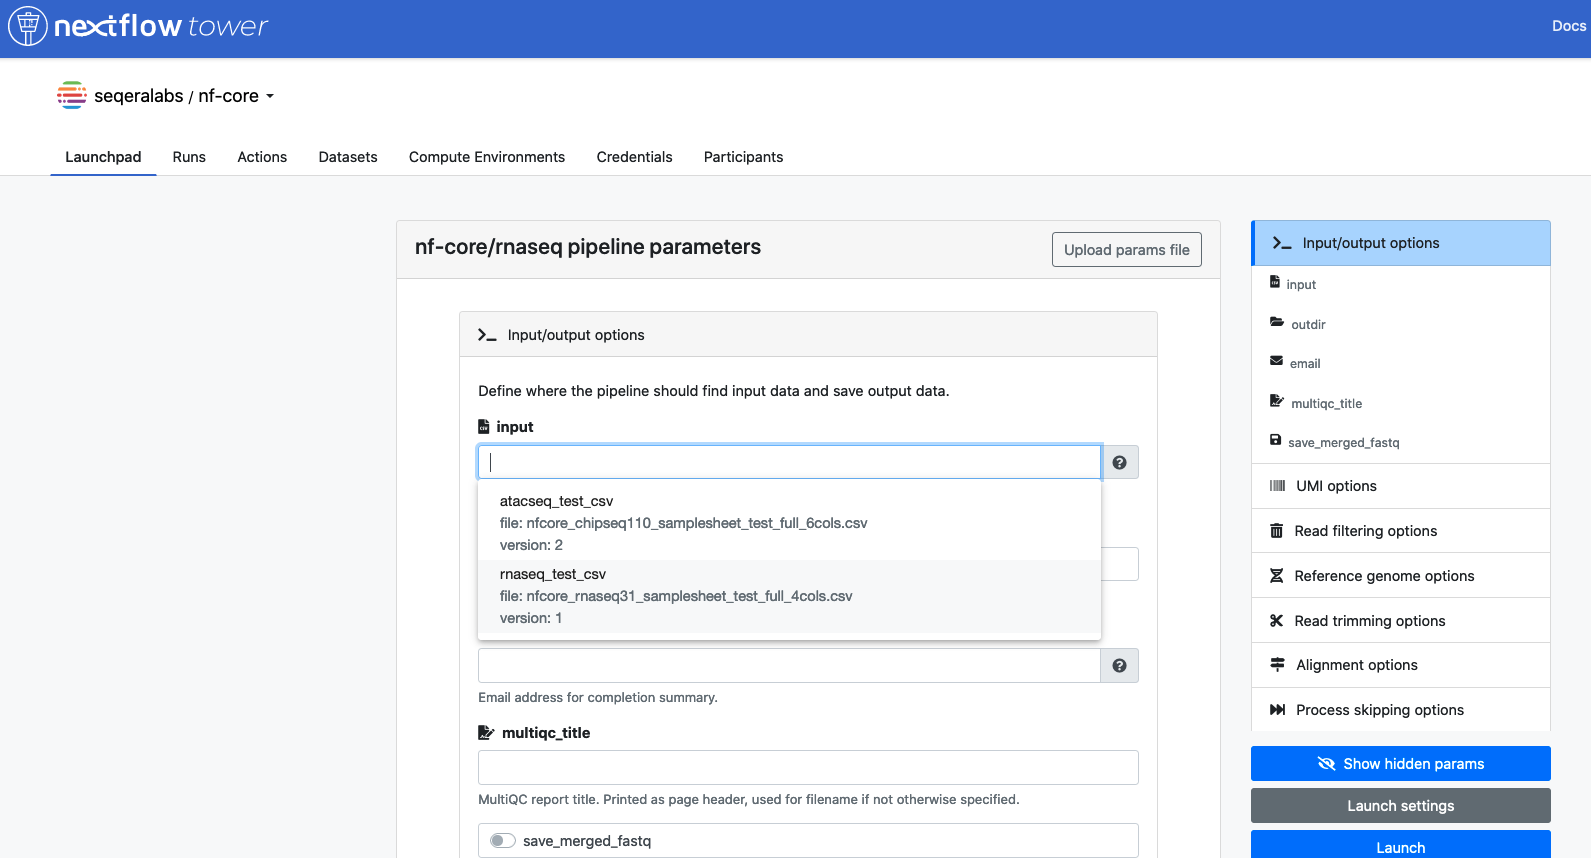 nextflow tower
Docs
seqeralabs / nf-core
Launchpad
Runs
Actions
Datasets
Compute Environments
Credentials
Participants
nf-core/rnaseq pipeline parameters
Upload params file
Input/output options
Define where the pipeline should find input data and save output data.
input
atacseq_test_csv
file: nfcore_chipseq110_samplesheet_test_full_6cols.csv
version: 2
rnaseq_test_csv
file: nfcore_rnaseq31_samplesheet_test_full_4cols.csv
version: 1
Email address for completion summary.
multiqc_title
MultiQC report title. Printed as page header, used for filename if not otherwise specified.
save_merged_fastq
Input/output options
input
outdir
email
multiqc_title
save_merged_fastq
UMI options
Read filtering options
Reference genome options
Read trimming options
Alignment options
Process skipping options
Show hidden params
Launch settings
Launch